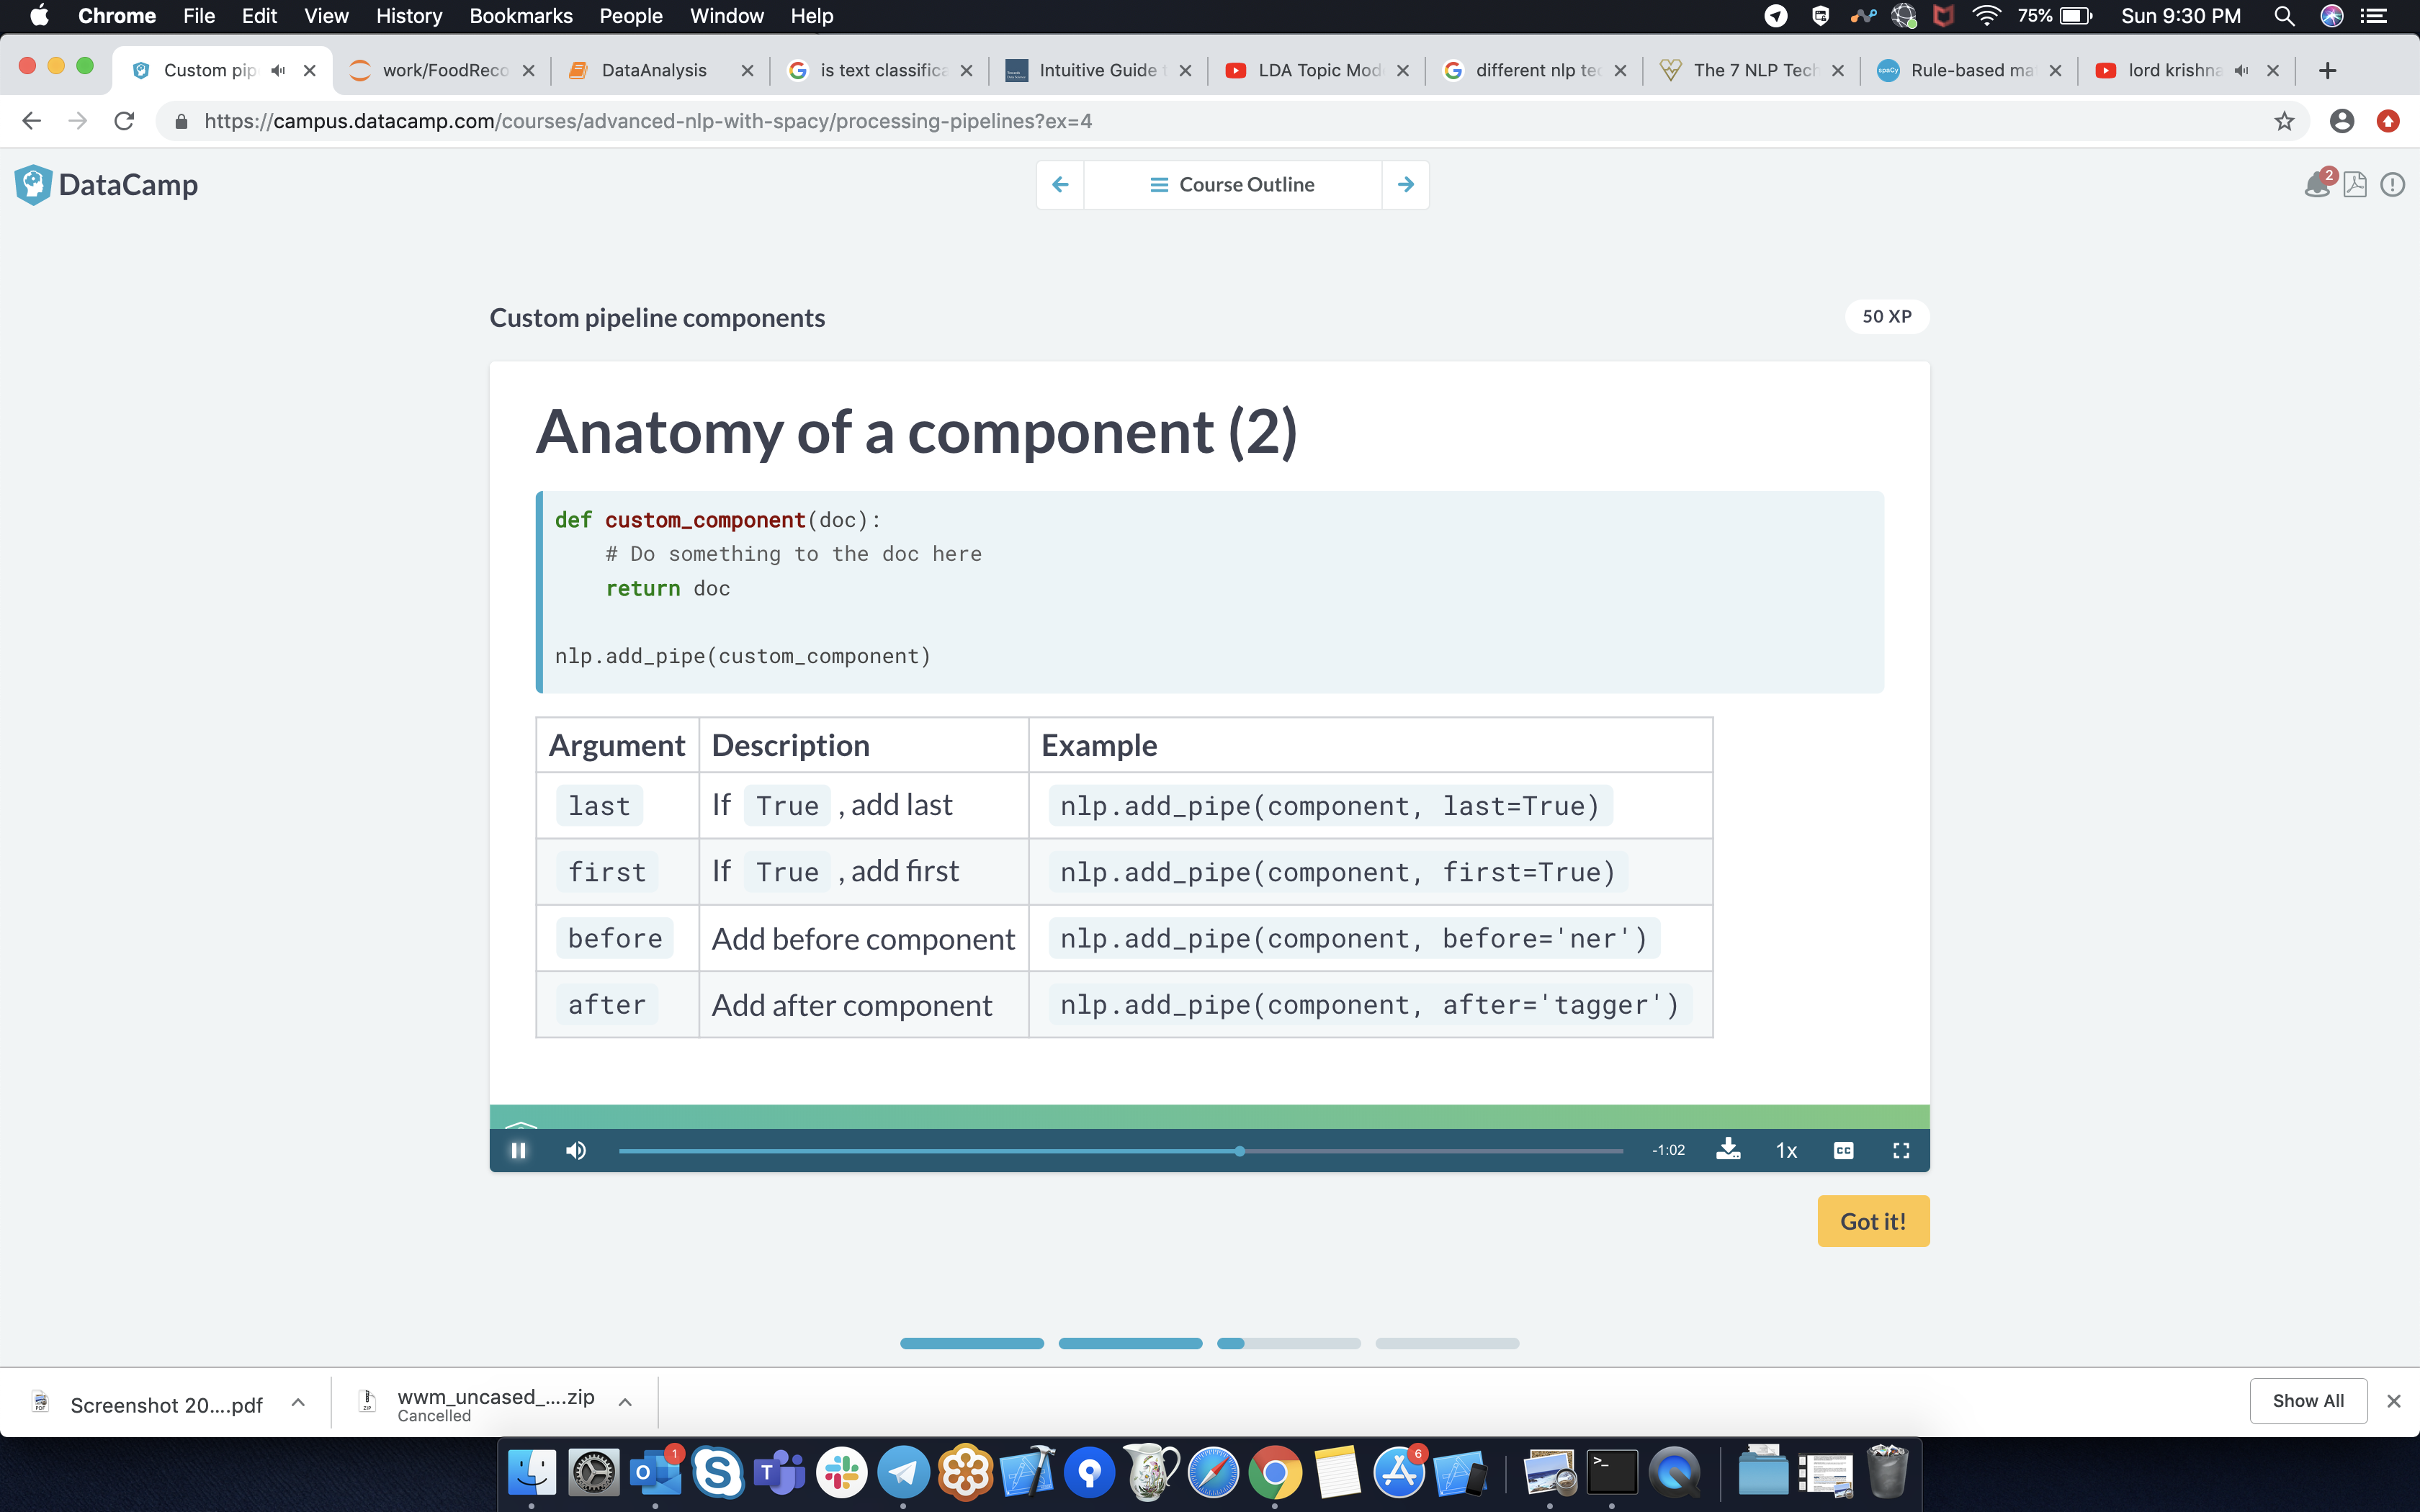 Chrome File Edit View History Bookmarks People Window Help 75% Sun 9:30 PM
Custom pip work/FoodReco DataAnalysis is text classifica Intuitive Guide LDA Topic Mod different nlp tec The 7 NLP Tech spaCy Rule-based ma lord krishna
https://campus.datacamp.com/courses/advanced-nlp-with-spacy/processing-pipelines?ex=4
DataCamp
Course Outline
2
Custom pipeline components
50 XP
Anatomy of a component (2)
def custom_component(doc):
# Do something to the doc here
return doc
nlp.add_pipe(custom_component)
Argument Description Example
last If True , add last nlp.add_pipe(component, last=True)
first If True , add first nlp.add_pipe(component, first=True)
before Add before component nlp.add_pipe(component, before='ner')
after Add after component nlp.add_pipe(component, after='tagger')
-1:02 1x CC
Got it!
Screenshot 20....pdf
wwm_uncased_....zip
Cancelled
Show All
1 6